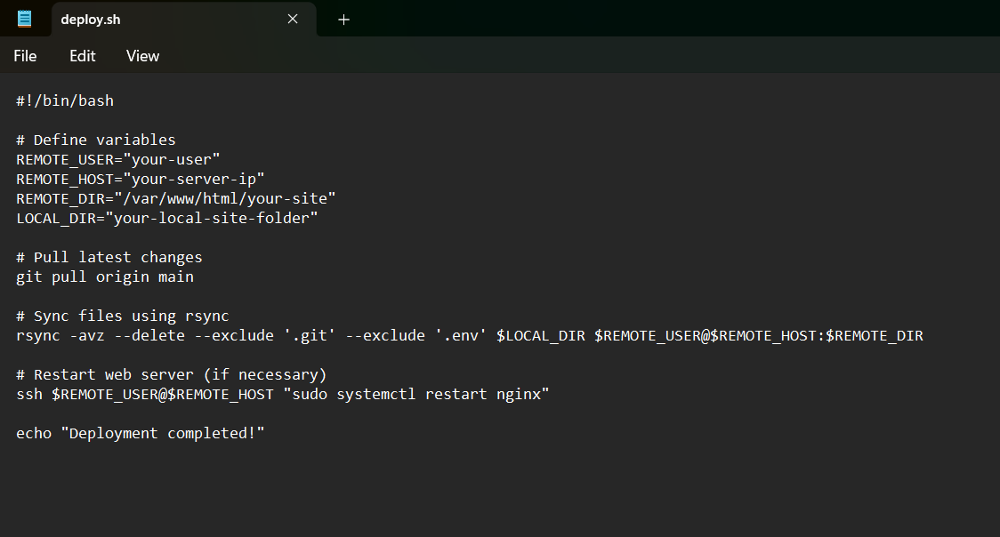 deploy.sh
File Edit View
#!/bin/bash
# Define variables
REMOTE_USER="your-user"
REMOTE_HOST="your-server-ip"
REMOTE_DIR="/var/www/html/your-site"
LOCAL_DIR="your-local-site-folder"
# Pull latest changes
git pull origin main
# Sync files using rsync
rsync -avz --delete --exclude '.git' --exclude '.env' $LOCAL_DIR $REMOTE_USER@$REMOTE_HOST:$REMOTE_DIR
# Restart web server (if necessary)
ssh $REMOTE_USER@$REMOTE_HOST "sudo systemctl restart nginx"
echo "Deployment completed!"